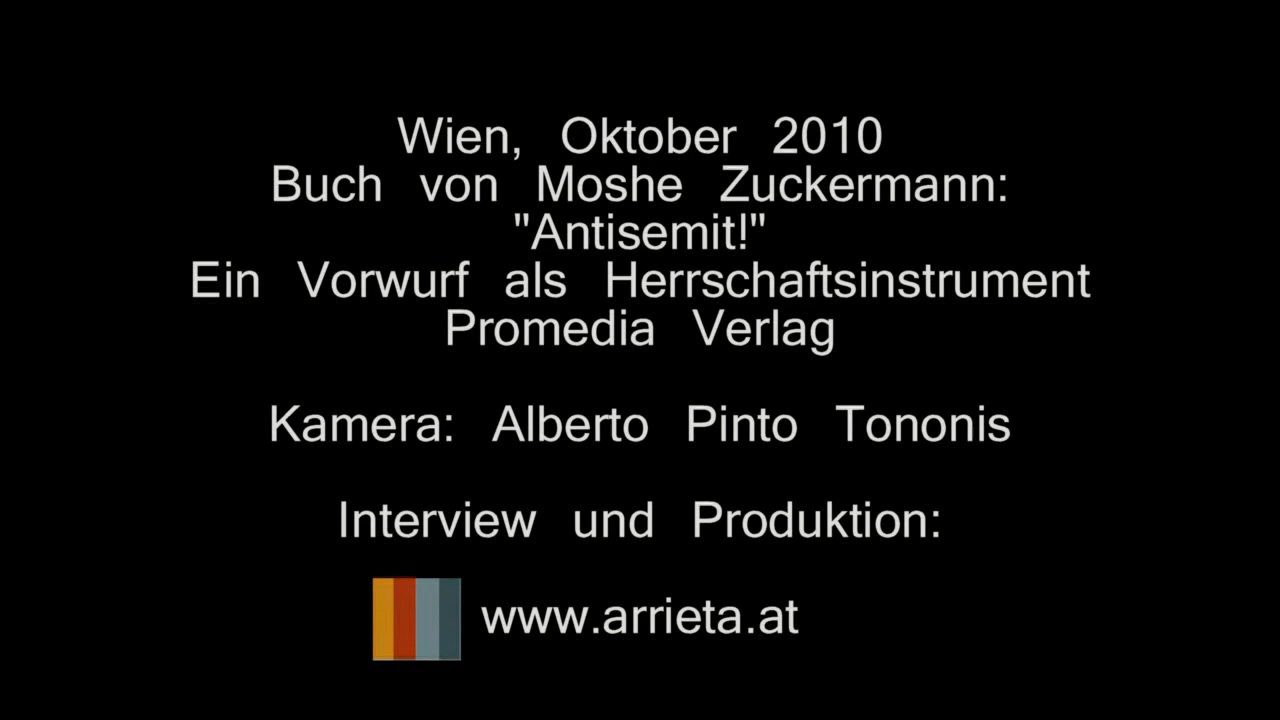 Wien, Oktober 2010
Buch von Moshe Zuckermann:
"Antisemit!"
Ein Vorwurf als Herrschaftsinstrument
Promedia Verlag
Kamera: Alberto Pinto Tononis
Interview und Produktion:
www.arrieta.at